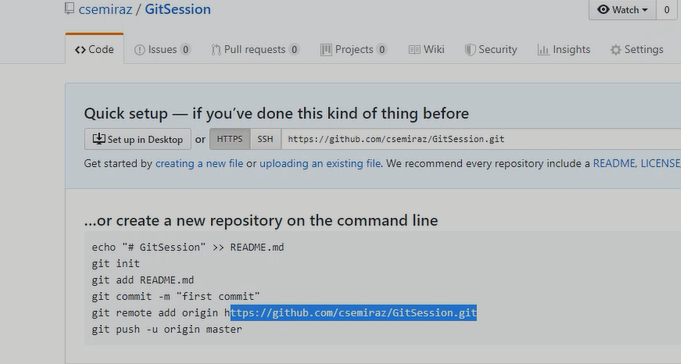 csemiraz / GitSession
Watch 0
Code Issues 0 Pull requests 0 Projects 0 Wiki Security Insights Settings
Quick setup — if you’ve done this kind of thing before
Set up in Desktop or HTTPS SSH https://github.com/csemiraz/GitSession.git
Get started by creating a new file or uploading an existing file. We recommend every repository include a README, LICENSE
...or create a new repository on the command line
echo "# GitSession" >> README.md
git init
git add README.md
git commit -m "first commit"
git remote add origin https://github.com/csemiraz/GitSession.git
git push -u origin master